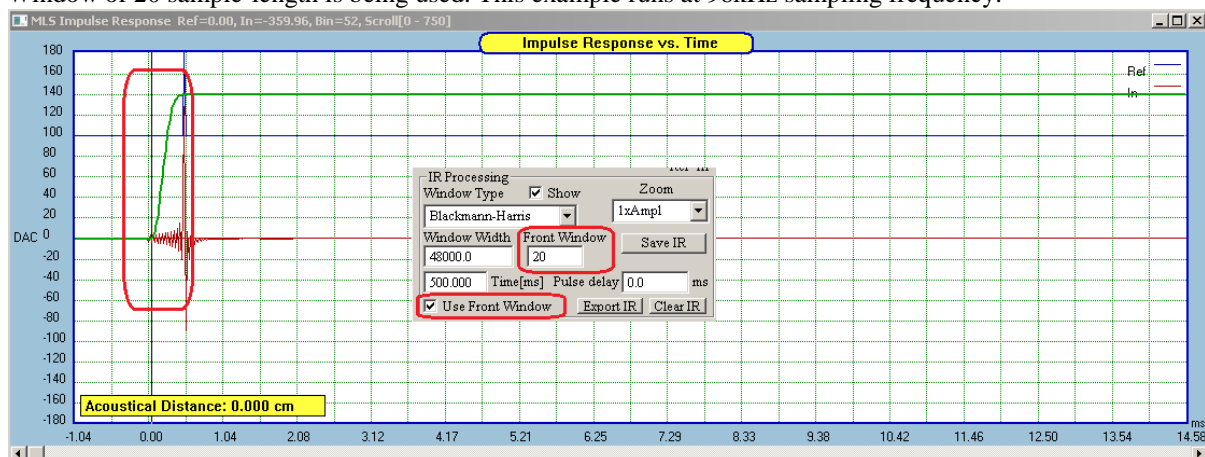 Window of 20 sample-length is being used. This example runs at 96kHz sampling frequency.
MLS Impulse Response Ref=0.00, In=-359.96, Bin=52, Scroll[0 - 750]
Impulse Response vs. Time
180
160
140
120
100
80
60
40
20
DAC 0
-20
-40
-60
-80
-100
-120
-140
-160
-180
Ref
In
IR Processing
Window Type Show Zoom
Blackmann-Harris 1xAmpl
Window Width Front Window Save IR
48000.0 20
500.000 Time[ms] Pulse delay 0.0 ms
Use Front Window Export IR Clear IR
Acoustical Distance: 0.000 cm
-1.04 0.00 1.04 2.08 3.12 4.17 5.21 6.25 7.29 8.33 9.38 10.42 11.46 12.50 13.54 14.58
ms